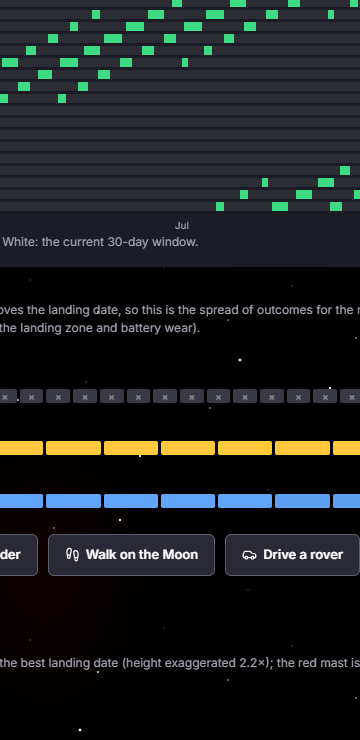 Jul
White: the current 30-day window.
the landing date, so this is the spread of outcomes for the
the landing zone and battery wear).
Walk on the Moon
Drive a rover
the best landing date (height exaggerated 2.2×); the red mast is